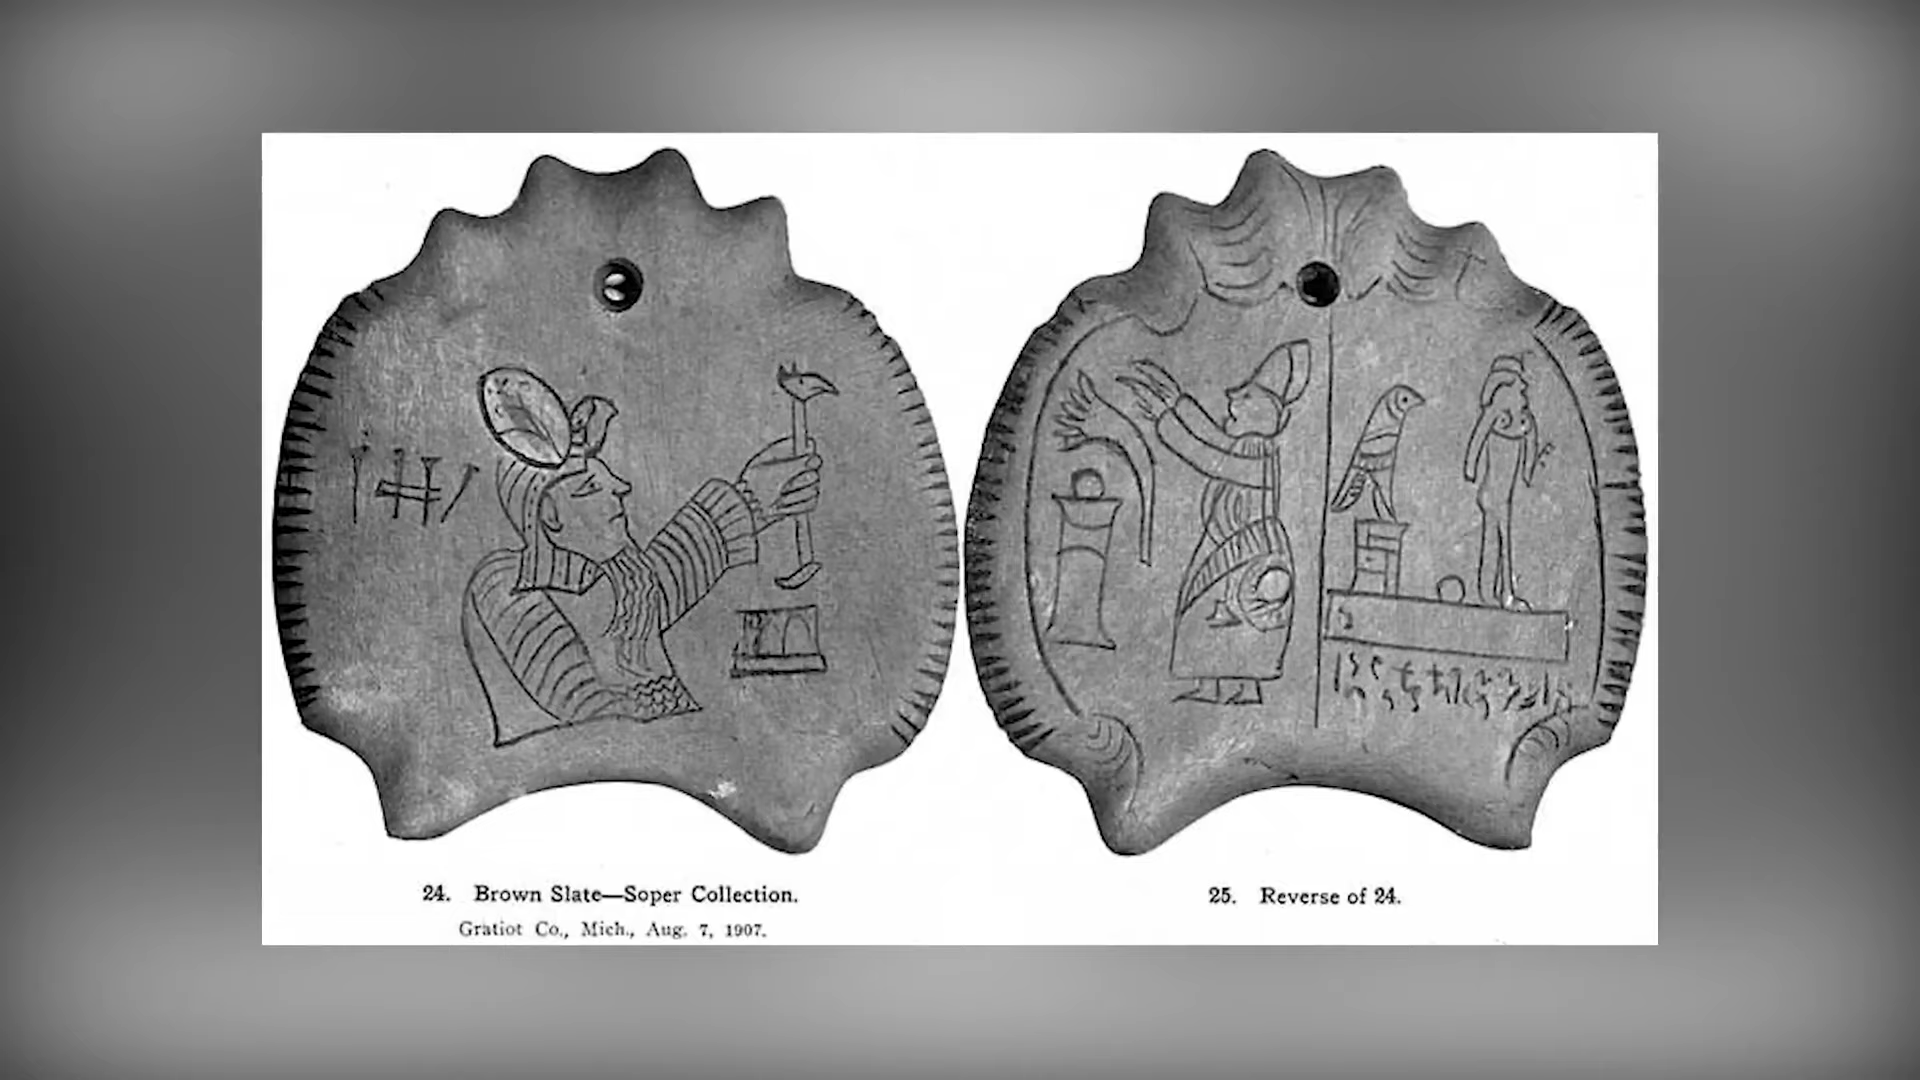 24. Brown Slate—Soper Collection.
Gratiot Co., Mich., Aug. 7, 1907.
25. Reverse of 24.